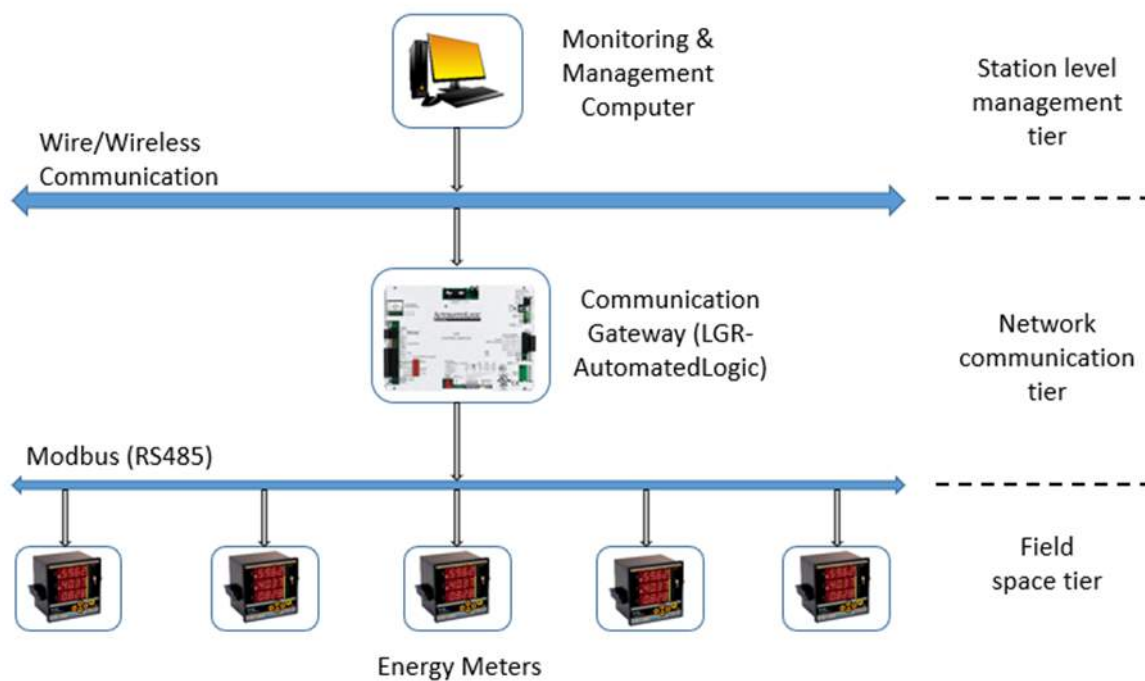 Monitoring &
Management
Computer
Station level
management
tier
Wire/Wireless
Communication
Communication
Gateway (LGR-
AutomatedLogic)
Network
communication
tier
AUTOMATEDLOGIC
Modbus (RS485)
Field
space tier
Energy Meters